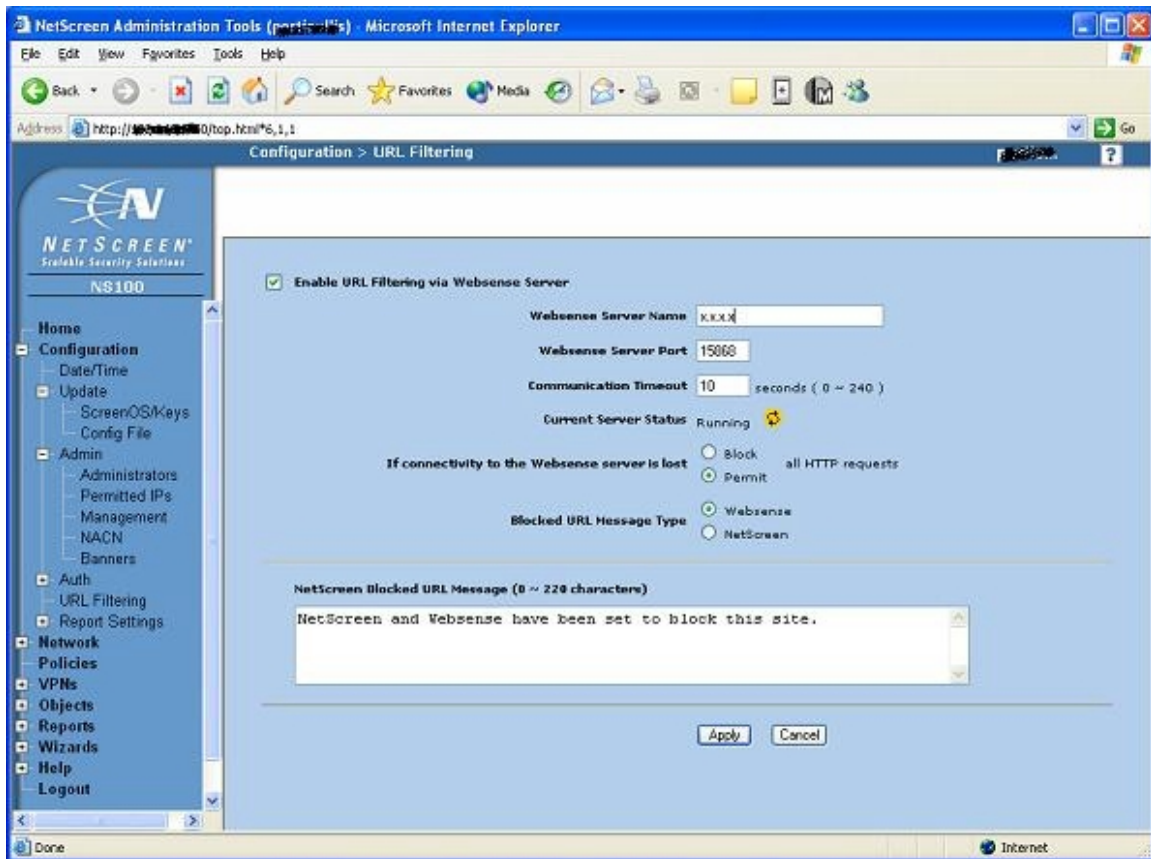 NetScreen Administration Tools ( ) - Microsoft Internet Explorer
File Edit View Favorites Tools Help
Back Search Favorites Media
Address http:// 0/top.html*6,1,1 Go
Configuration > URL Filtering ?
N
NETSCREEN
Scalable Security Solutions
NS100
Home
Configuration
Date/Time
Update
ScreenOS/Keys
Config File
Admin
Administrators
Permitted IPs
Management
NACN
Banners
Auth
URL Filtering
Report Settings
Network
Policies
VPNs
Objects
Reports
Wizards
Help
Logout
Enable URL Filtering via Websense Server
Websense Server Name x.x.x.x
Websense Server Port 15868
Communication Timeout 10 seconds ( 0 ~ 240 )
Current Server Status Running
If connectivity to the Websense server is lost Block Permit all HTTP requests
Blocked URL Message Type Websense NetScreen
NetScreen Blocked URL Message (0 ~ 220 characters)
NetScreen and Websense have been set to block this site.
Apply Cancel
Done Internet